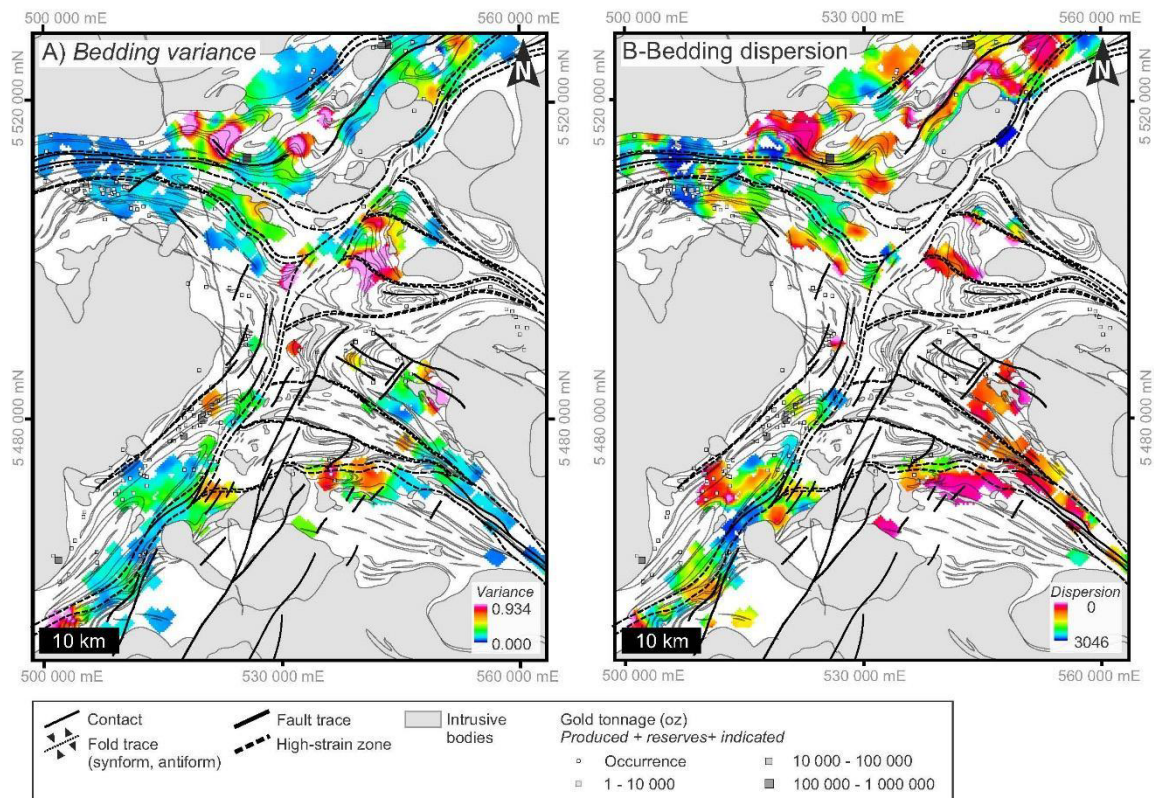 500 000 mE
530 000 mE
560 000 mE
500 000 mE
530 000 mE
560 000 mE
A) Bedding variance
N
B-Bedding dispersion
N
5 520 000 mN
5 480 000 mN
5 520 000 mN
5 480 000 mN
5 520 000 mN
5 480 000 mN
Variance
0.934
0.000
10 km
Dispersion
0
3046
10 km
500 000 mE
530 000 mE
560 000 mE
500 000 mE
530 000 mE
560 000 mE
Contact
Fold trace
(synform, antiform)
Fault trace
High-strain zone
Intrusive
bodies
Gold tonnage (oz)
Produced + reserves+ indicated
Occurrence
1 - 10 000
10 000 - 100 000
100 000 - 1 000 000